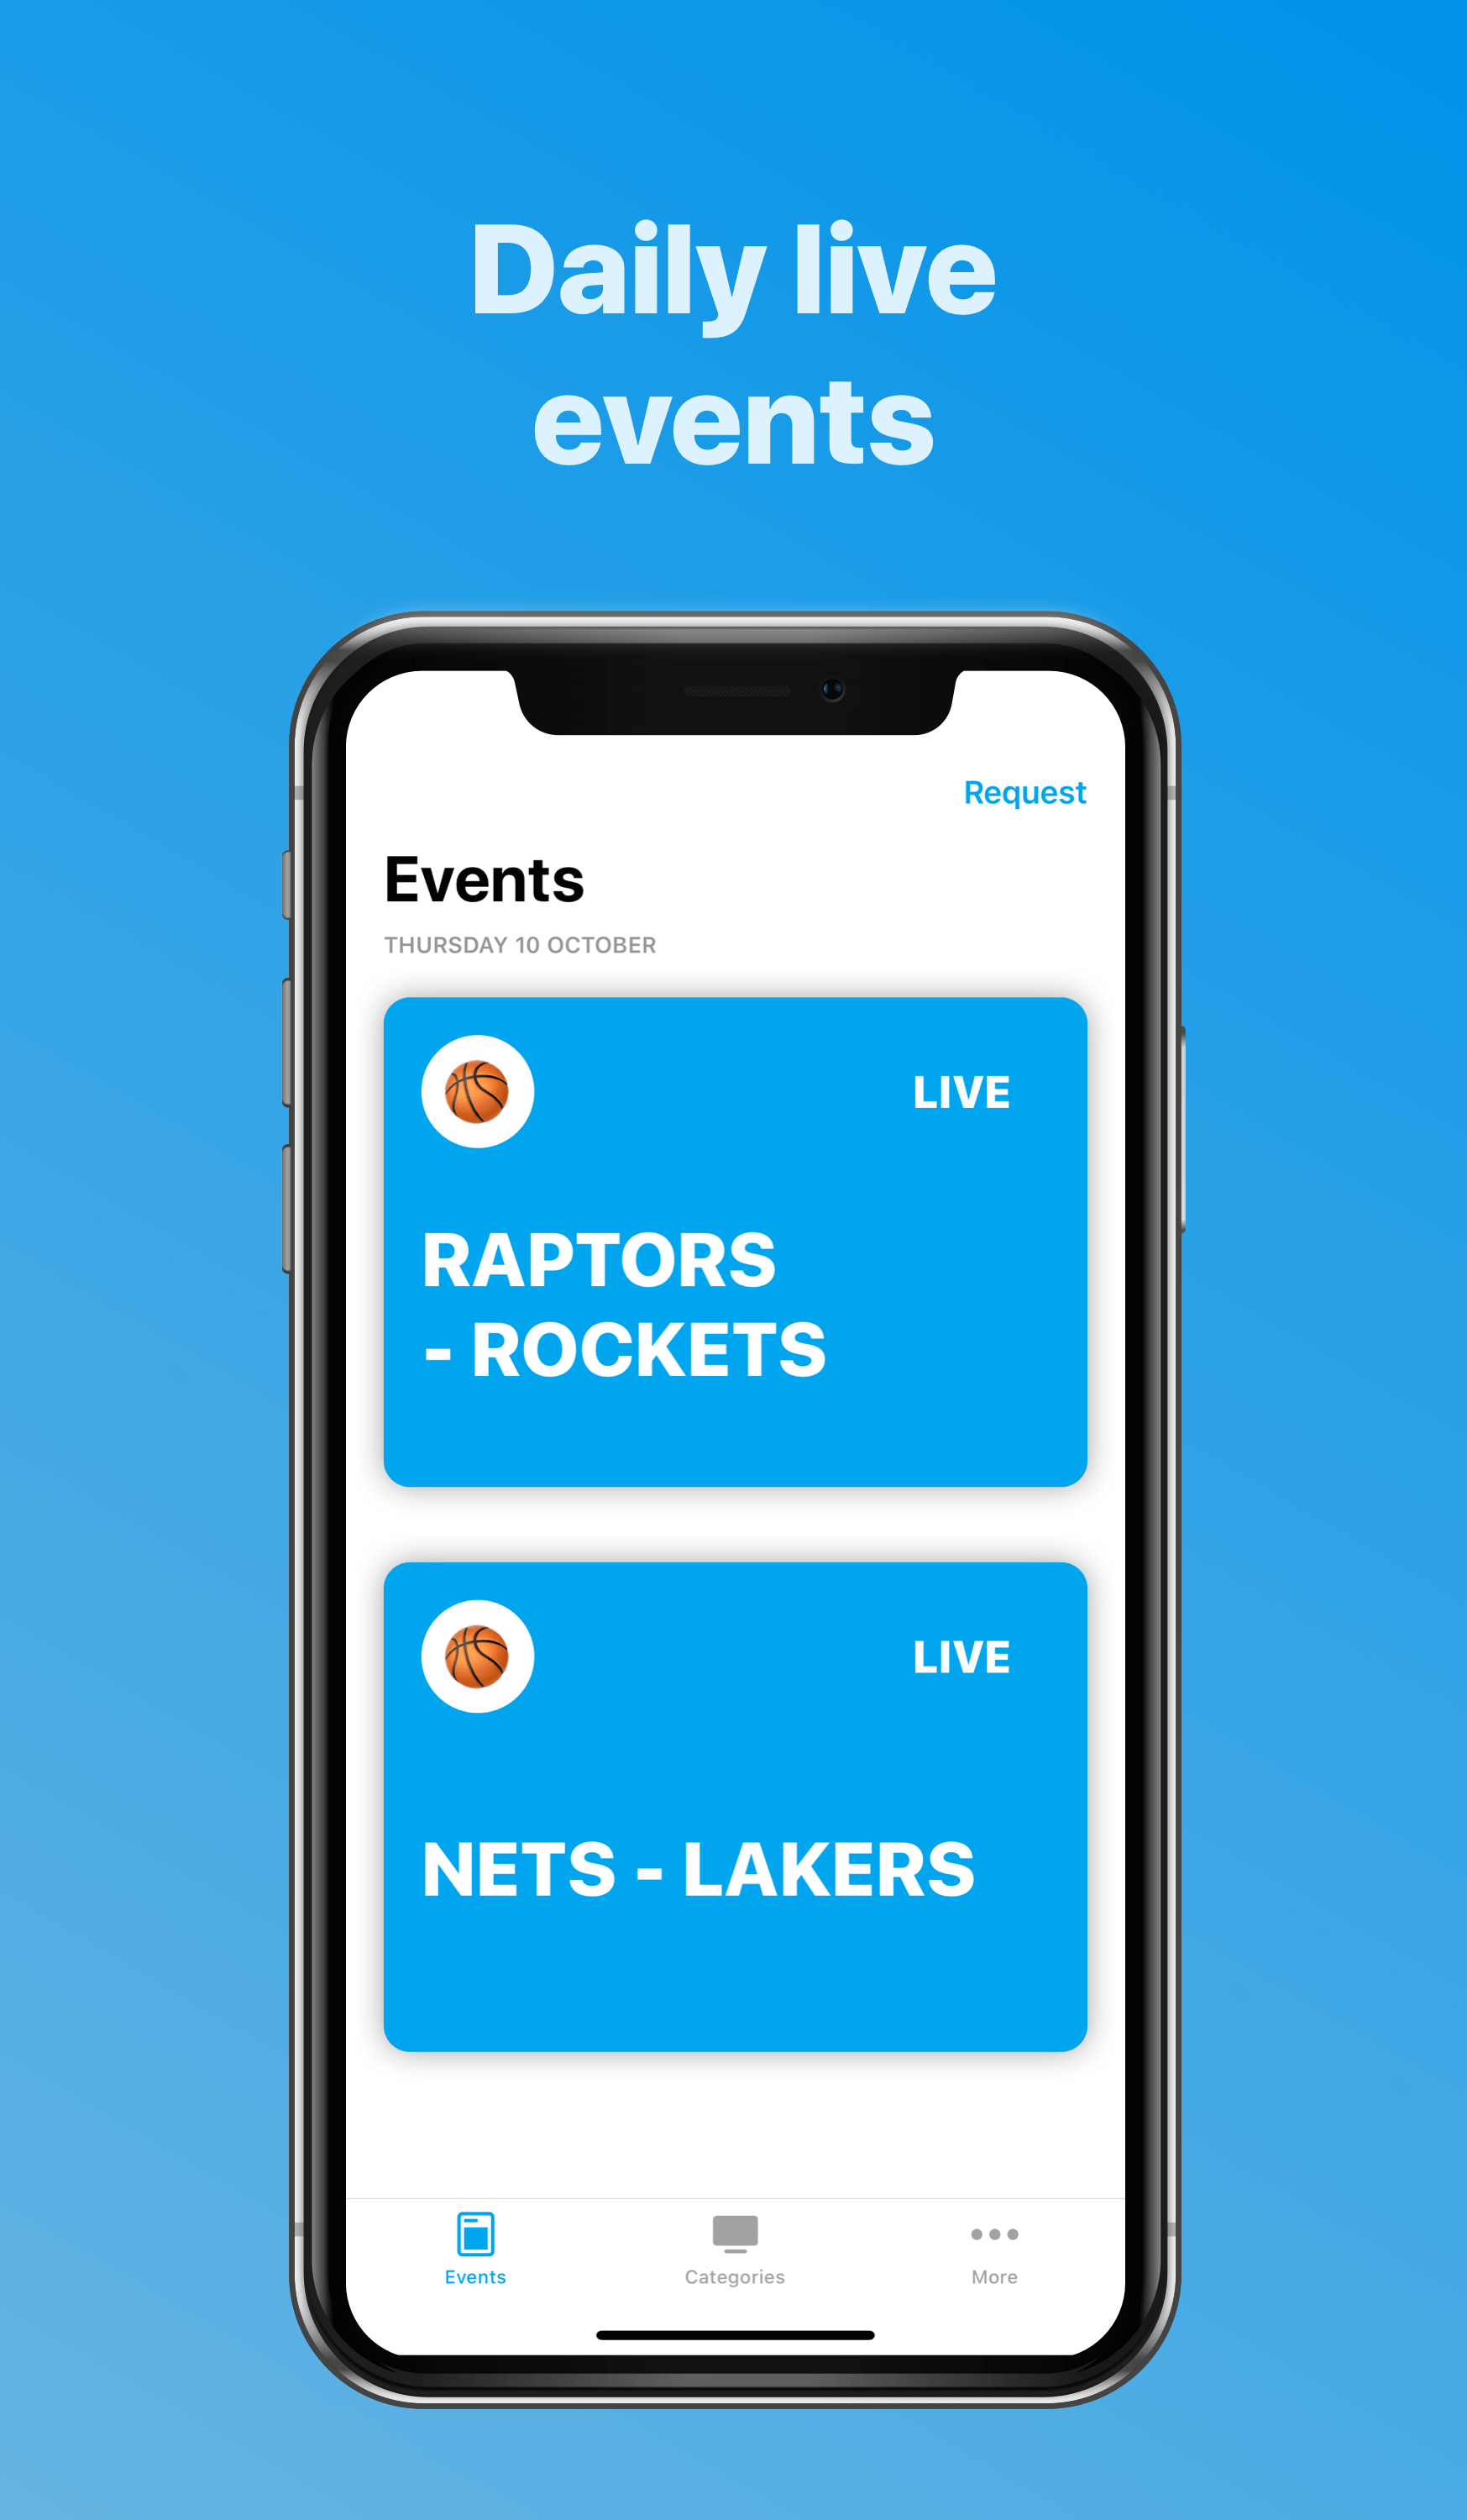 Daily live
events
Request
Events
THURSDAY 10 OCTOBER
LIVE
RAPTORS
- ROCKETS
LIVE
NETS - LAKERS
Events
Categories
More